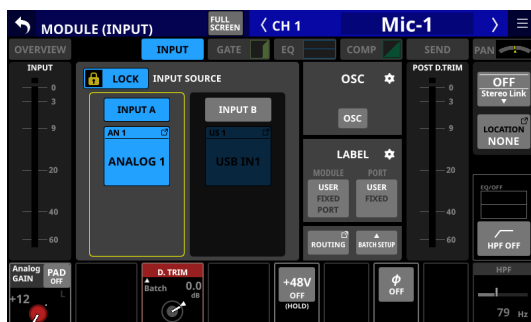 MODULE (INPUT)
FULL
SCREEN
CH 1
Mic-1
OVERVIEW
INPUT
GATE
EQ
COMP
SEND
PAN
INPUT
0
3
9
20
40
60
LOCK
INPUT SOURCE
INPUT A
INPUT B
AN 1
ANALOG 1
US 1
USB IN1
OSC
OSC
LABEL
MODULE
PORT
USER
FIXED
PORT
USER
FIXED
ROUTING
BATCH SETUP
POST D.TRIM
0
3
9
20
40
60
OFF
Stereo Link
LOCATION
NONE
EQ/OFF
HPF OFF
Analog
GAIN
PAD
OFF
+12
L
D. TRIM
Batch
0.0
dB
+48V
OFF
(HOLD)
ϕ
OFF
HPF
79 Hz